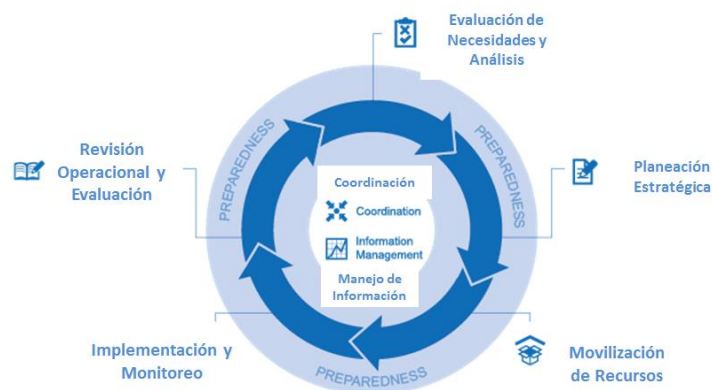 Evaluación de
Necesidades y
Análisis
PREPAREDNESS
PREPAREDNESS
Revisión
Operacional y
Evaluación
Planeación
Estratégica
Coordinación
Coordination
Information
Management
Manejo de
Información
Implementación y
Monitoreo
PREPAREDNESS
Movilización
de Recursos